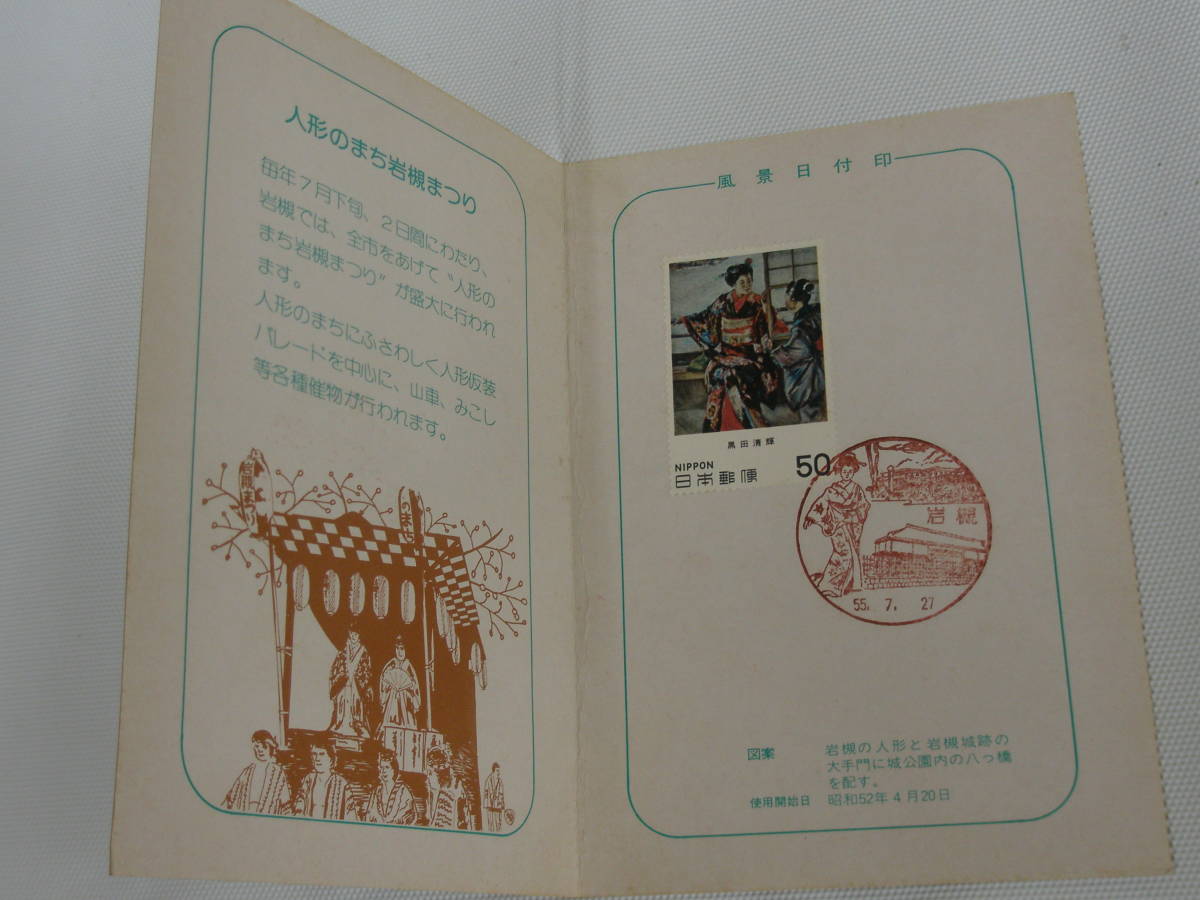 人形のまち岩槻まつり
毎年7月下旬、2日間にわたり、
岩槻では、全市をあげて〝人形の
まち岩槻まつり〟が盛大に行われ
ます。
人形のまちにふさわしく人形仮装
パレードを中心に、山車、みこし
等各種催物が行われます。
岩槻まつり
のまち
風景日付印
黒田清輝
NIPPON 50
日本郵便
岩槻
55. 7. 27
図案 岩槻の人形と岩槻城跡の
大手門に城公園内の八っ橋
を配す。
使用開始日 昭和52年4月20日